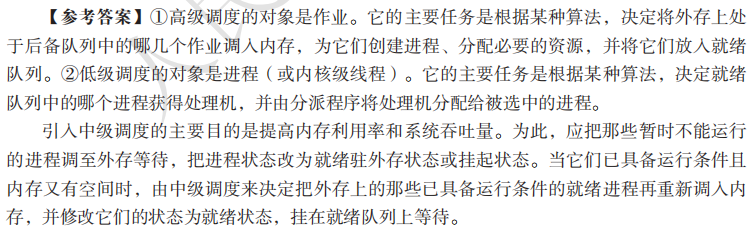 【参考答案】①高级调度的对象是作业。它的主要任务是根据某种算法，决定将外存上处
于后备队列中的哪几个作业调入内存，为它们创建进程、分配必要的资源，并将它们放入就绪
队列。②低级调度的对象是进程（或内核级线程）。它的主要任务是根据某种算法，决定就绪
队列中的哪个进程获得处理机，并由分派程序将处理机分配给被选中的进程。
引入中级调度的主要目的是提高内存利用率和系统吞吐量。为此，应把那些暂时不能运行
的进程调至外存等待，把进程状态改为就绪驻外存状态或挂起状态。当它们已具备运行条件且
内存又有空间时，由中级调度来决定把外存上的那些已具备运行条件的就绪进程再重新调入内
存，并修改它们的状态为就绪状态，挂在就绪队列上等待。